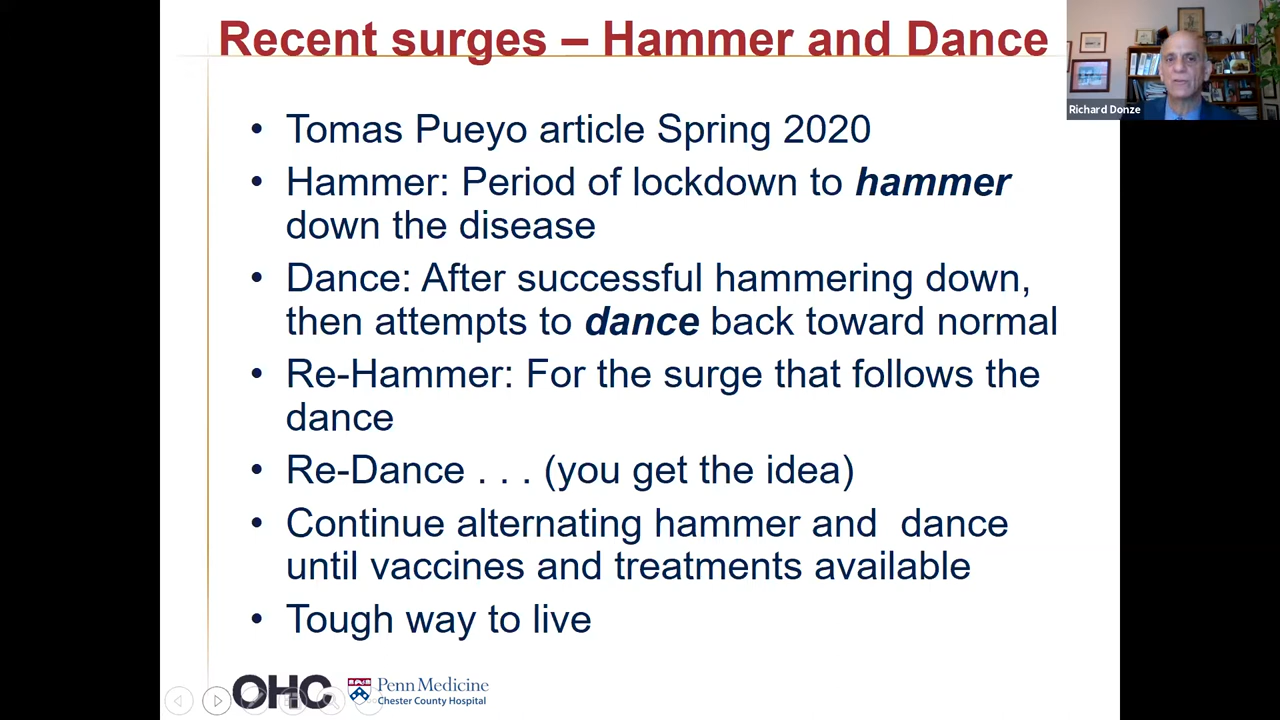 Recent surges – Hammer and Dance
Richard Donze
• Tomas Pueyo article Spring 2020
• Hammer: Period of lockdown to hammer
down the disease
• Dance: After successful hammering down,
then attempts to dance back toward normal
• Re-Hammer: For the surge that follows the
dance
• Re-Dance . . . (you get the idea)
• Continue alternating hammer and  dance
until vaccines and treatments available
• Tough way to live
OHC
Penn Medicine
Chester County Hospital